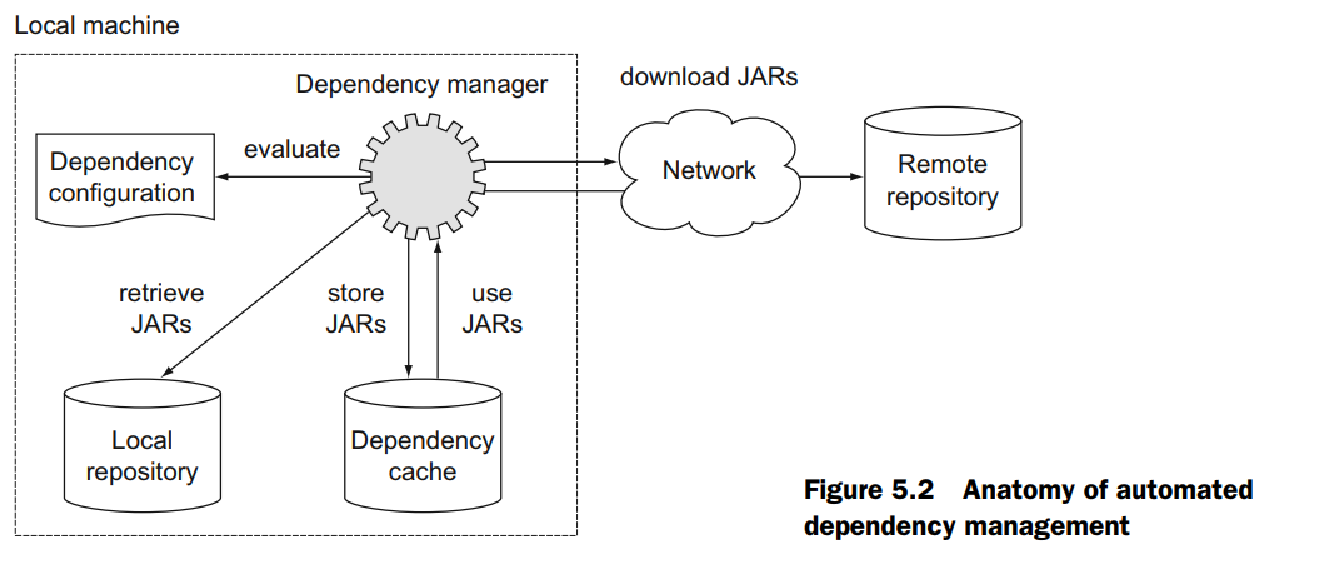 Local machine
Dependency manager
download JARs
evaluate
Dependency
configuration
Network
Remote
repository
retrieve
JARs
store
JARs
use
JARs
Local
repository
Dependency
cache
Figure 5.2 Anatomy of automated
dependency management